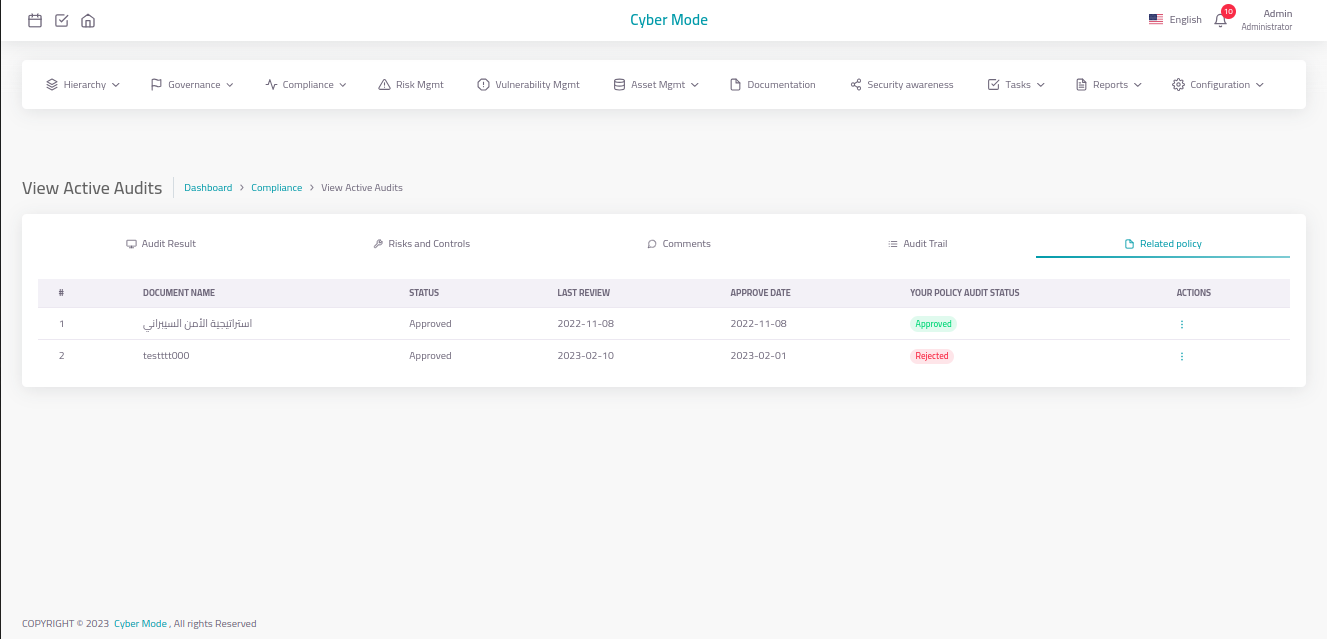 Cyber Mode
English
10
Admin
Administrator
Hierarchy Governance Compliance Risk Mgmt Vulnerability Mgmt Asset Mgmt Documentation Security awareness Tasks Reports Configuration
View Active Audits Dashboard > Compliance > View Active Audits
Audit Result Risks and Controls Comments Audit Trail Related policy
# DOCUMENT NAME STATUS LAST REVIEW APPROVE DATE YOUR POLICY AUDIT STATUS ACTIONS
1 استراتيجية الأمن السيبراني Approved 2022-11-08 2022-11-08 Approved
2 testttt000 Approved 2023-02-10 2023-02-01 Rejected
COPYRIGHT © 2023 Cyber Mode , All rights Reserved